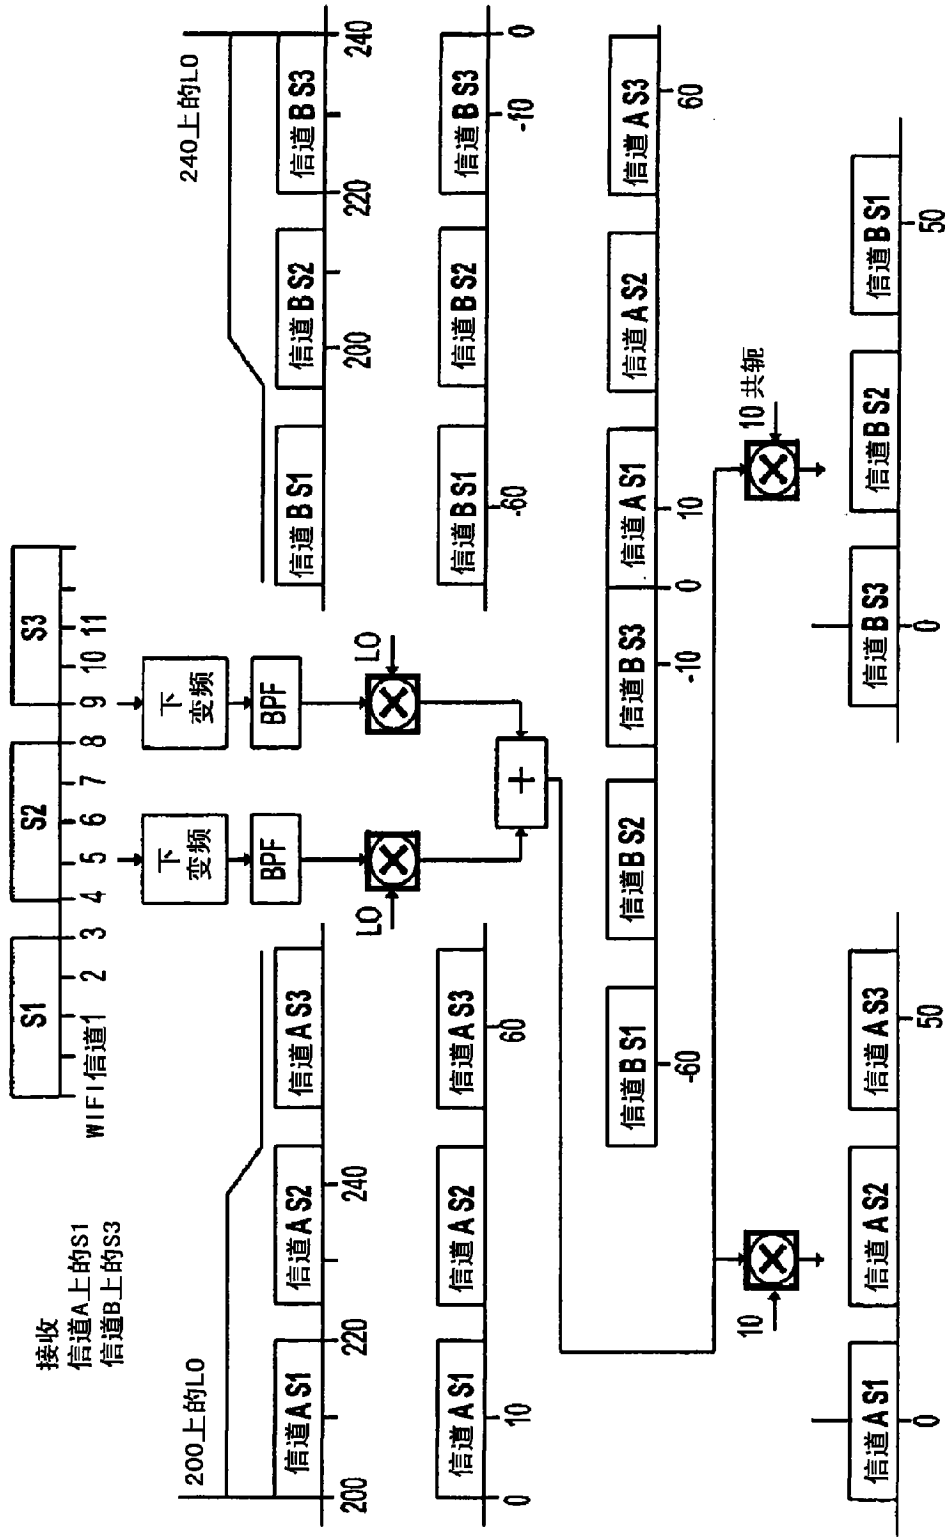 接收
信道A上的S1
信道B上的S3
S1
S2
S3
WIFI信道1 2 3 4 5 6 7 8 9 10 11
下变频
下变频
BPF
BPF
LO
LO
+
200上的LO
信道A S1
信道A S2
信道A S3
200 220 240
240上的LO
信道B S1
信道B S2
信道B S3
200 220 240
信道A S1
信道A S2
信道A S3
0 10 60
信道B S1
信道B S2
信道B S3
-60 -10 0
信道B S1
信道B S2
信道B S3
信道A S1
信道A S2
信道A S3
-60 -10 0 10 60
10
10 共轭
信道A S1
信道A S2
信道A S3
0 50
信道B S3
信道B S2
信道B S1
0 50